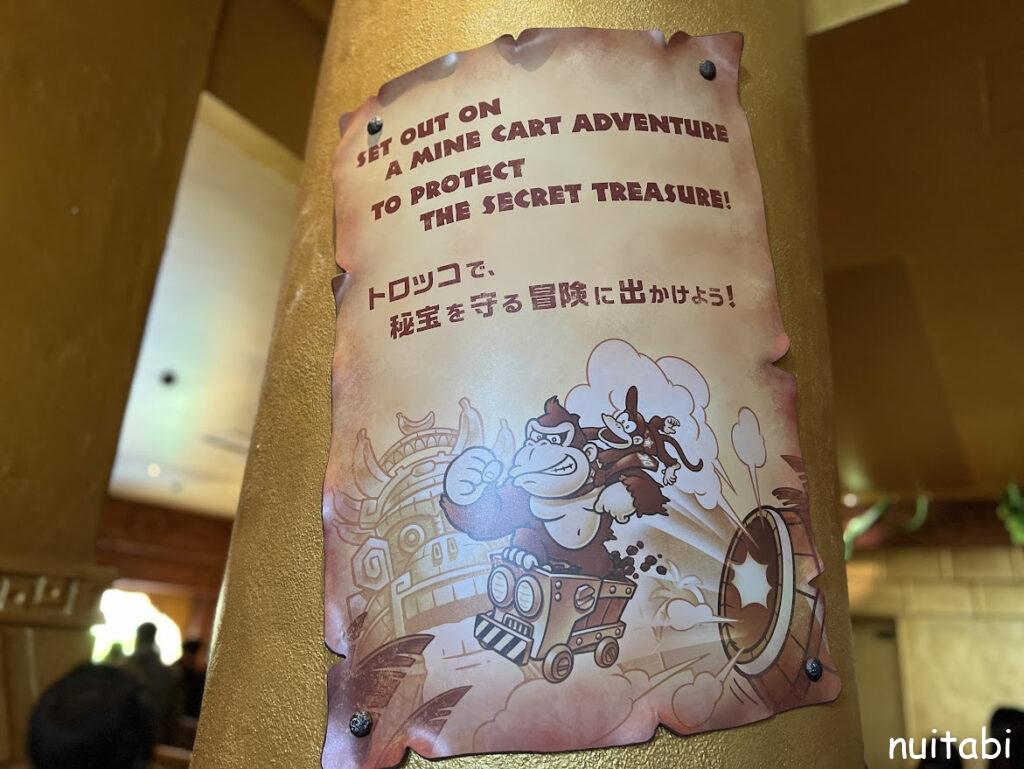 SET OUT ON
A MINE CART ADVENTURE
TO PROTECT
THE SECRET TREASURE!
トロッコで、
秘宝を守る冒険に出かけよう!
nuitabi